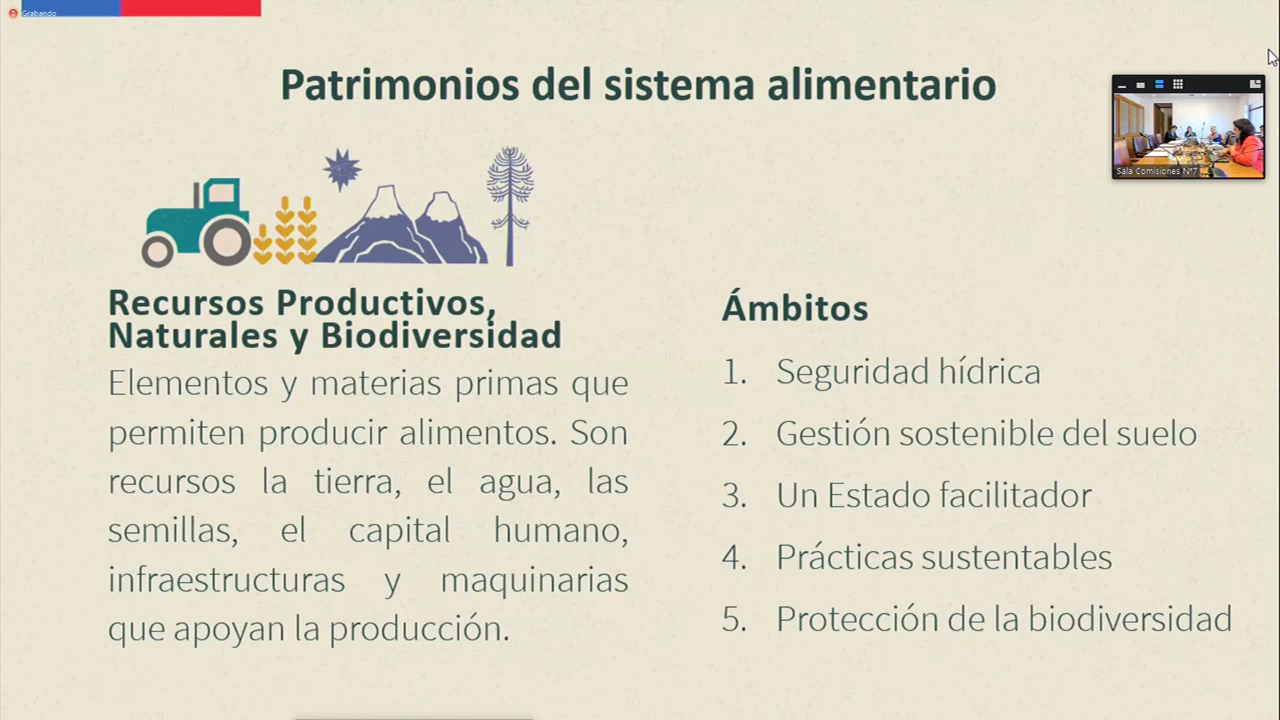 Grabando
Patrimonios del sistema alimentario
Sala Comisiones N°7
Recursos Productivos,
Naturales y Biodiversidad
Elementos y materias primas que
permiten producir alimentos. Son
recursos la tierra, el agua, las
semillas, el capital humano,
infraestructuras y maquinarias
que apoyan la producción.
Ámbitos
1. Seguridad hídrica
2. Gestión sostenible del suelo
3. Un Estado facilitador
4. Prácticas sustentables
5. Protección de la biodiversidad